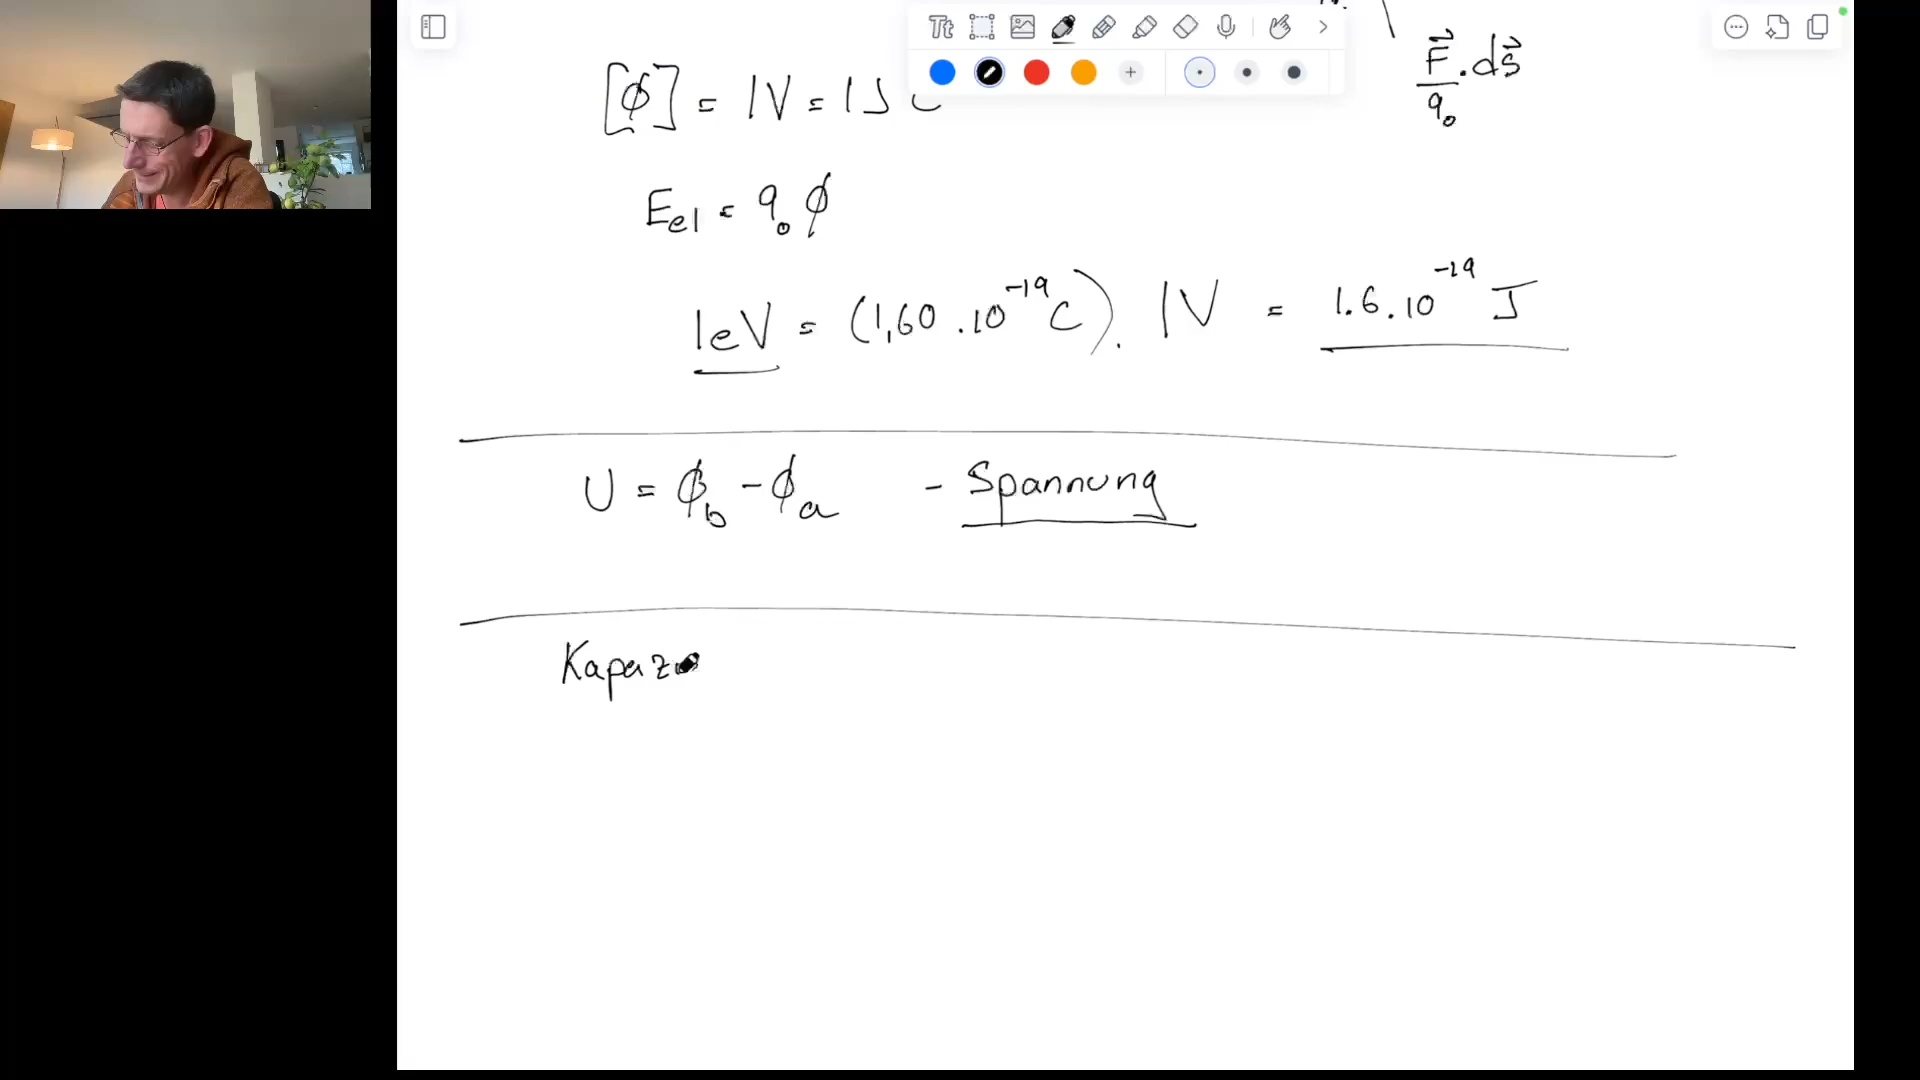 F⃗/q₀ . ds⃗
[ϕ] = 1V = 1J C
E_el = q₀ ϕ
1eV = (1,60 . 10⁻¹⁹ C) . 1V = 1.6 . 10⁻¹⁹ J
U = ϕ_b - ϕ_a - Spannung
Kapaz
Tt